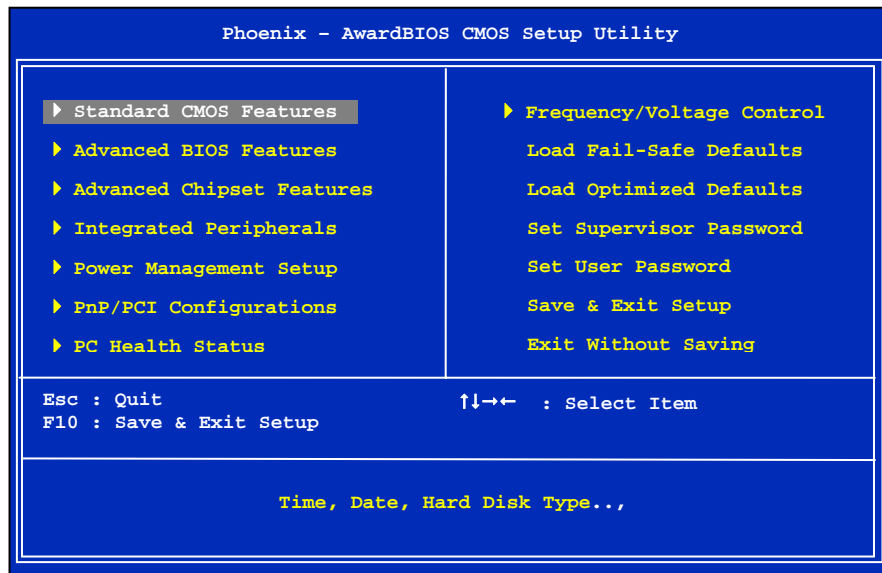 Phoenix – AwardBIOS CMOS Setup Utility
Standard CMOS Features
Advanced BIOS Features
Advanced Chipset Features
Integrated Peripherals
Power Management Setup
PnP/PCI Configurations
PC Health Status
Frequency/Voltage Control
Load Fail-Safe Defaults
Load Optimized Defaults
Set Supervisor Password
Set User Password
Save & Exit Setup
Exit Without Saving
Esc : Quit
F10 : Save & Exit Setup
↑↓→← : Select Item
Time, Date, Hard Disk Type..,